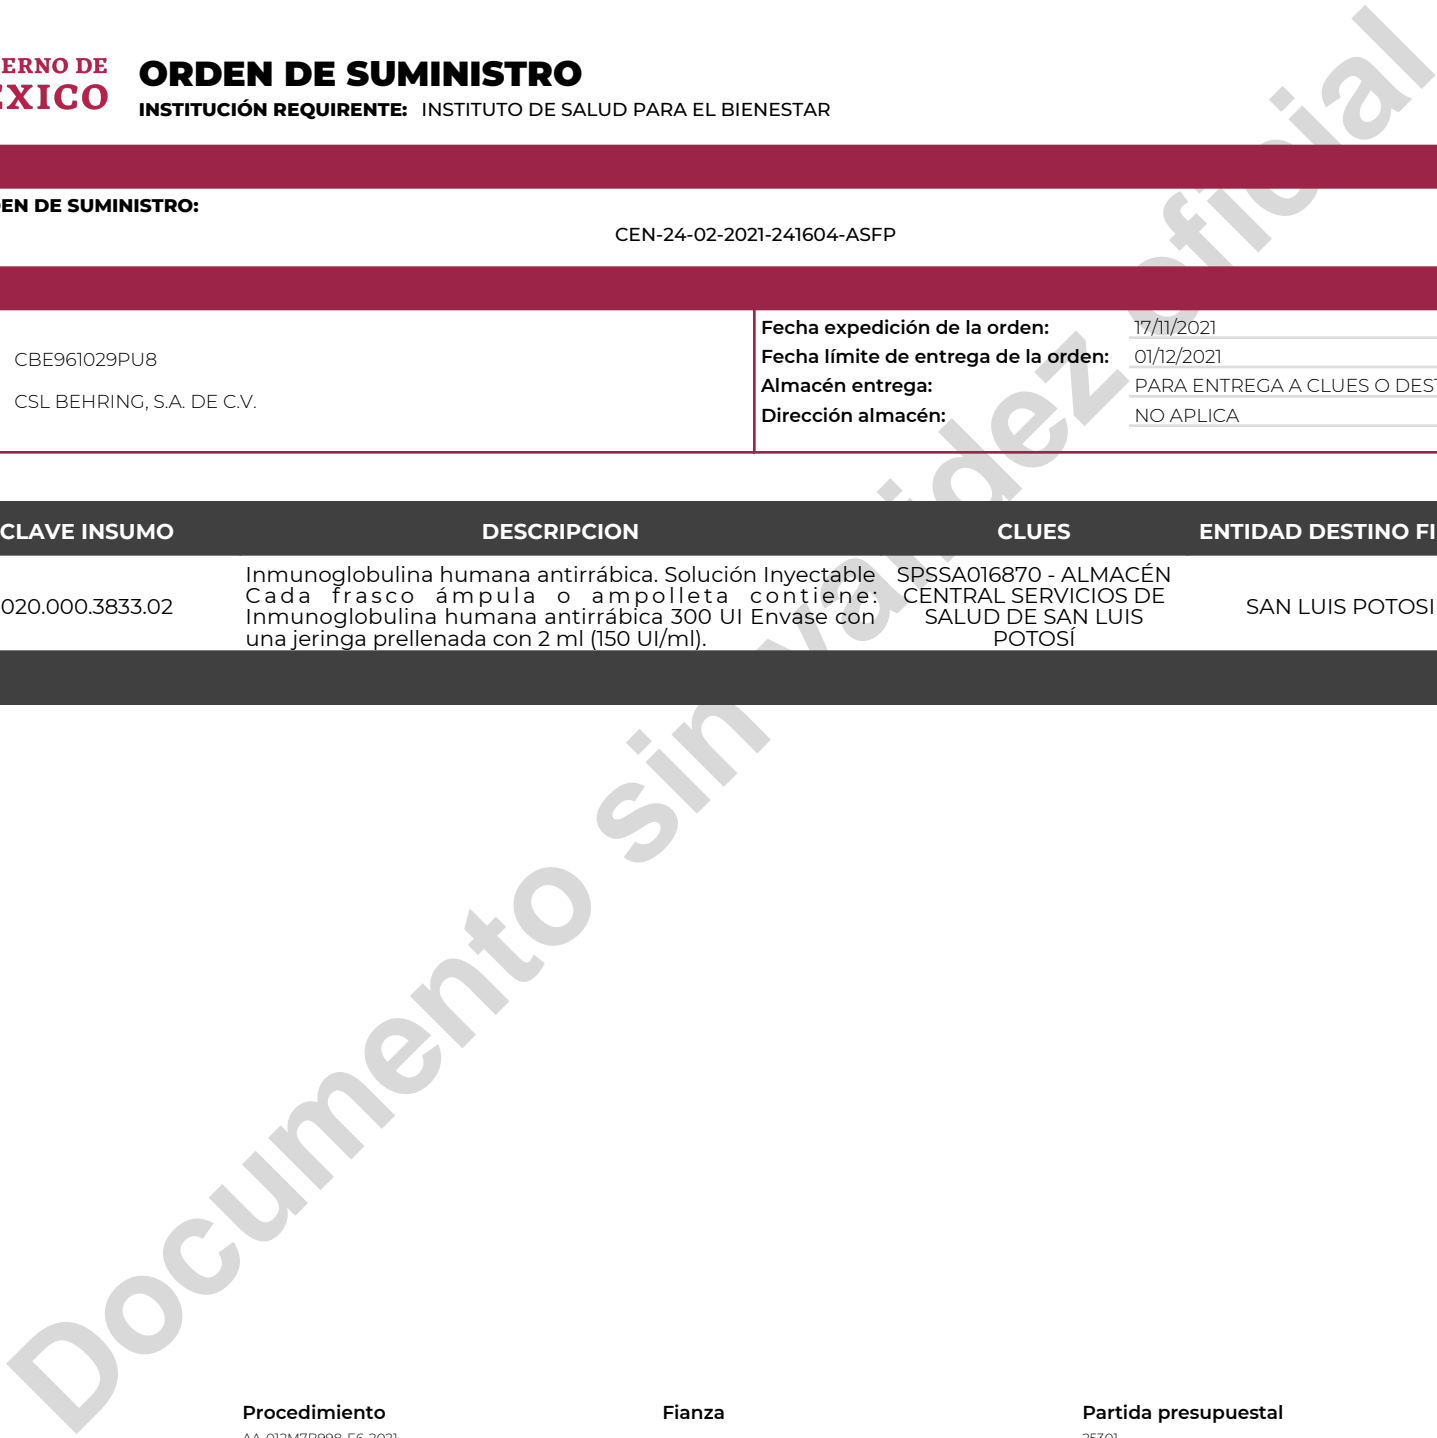 ERNO DE
ORDEN DE SUMINISTRO
INSTITUCIÓN REQUIRENTE: INSTITUTO DE SALUD PARA EL BIENESTAR
EN DE SUMINISTRO:
CEN-24-02-2021-241604-ASFP
CBE961029PU8
CSL BEHRING, S.A. DE C.V.
Fecha expedición de la orden: 17/11/2021
Fecha límite de entrega de la orden: 01/12/2021
Almacén entrega: PARA ENTREGA A CLUES O DEST
Dirección almacén: NO APLICA
CLAVE INSUMO DESCRIPCION CLUES ENTIDAD DESTINO FI
020.000.3833.02
Inmunoglobulina humana antirrábica. Solución Inyectable
Cada frasco ámpula o ampolleta contiene:
Inmunoglobulina humana antirrábica 300 UI Envase con
una jeringa prellenada con 2 ml (150 UI/ml).
SPSSA016870 - ALMACÉN
CENTRAL SERVICIOS DE
SALUD DE SAN LUIS
POTOSÍ
SAN LUIS POTOSI
Documento sin validez oficial
Procedimiento Fianza Partida presupuestal